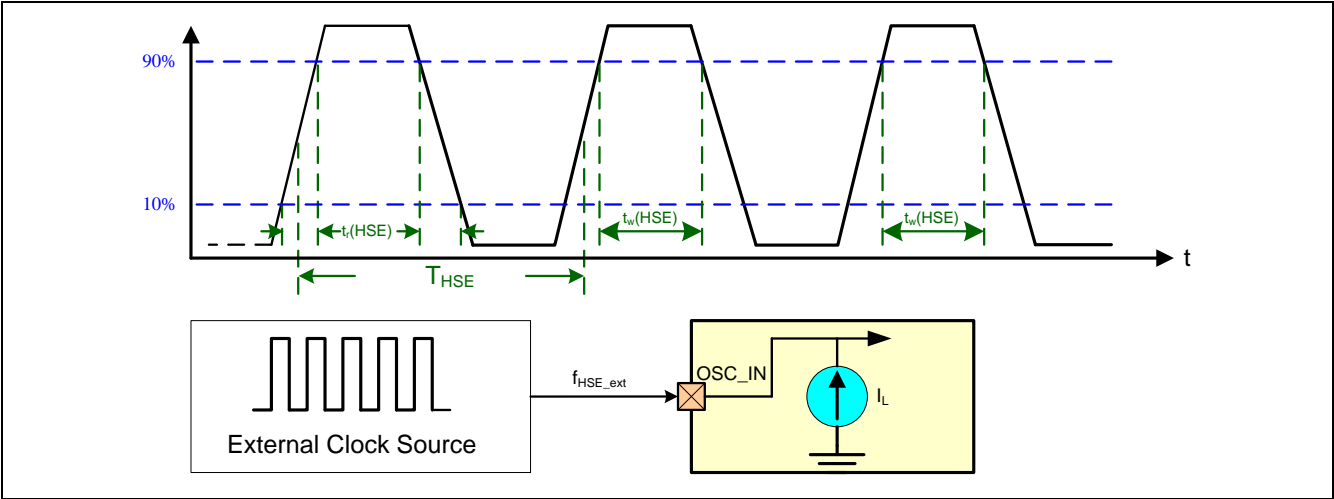 90%
10%
tr(HSE)
tw(HSE)
tw(HSE)
THSE
t
External Clock Source
fHSE_ext
OSC_IN
IL